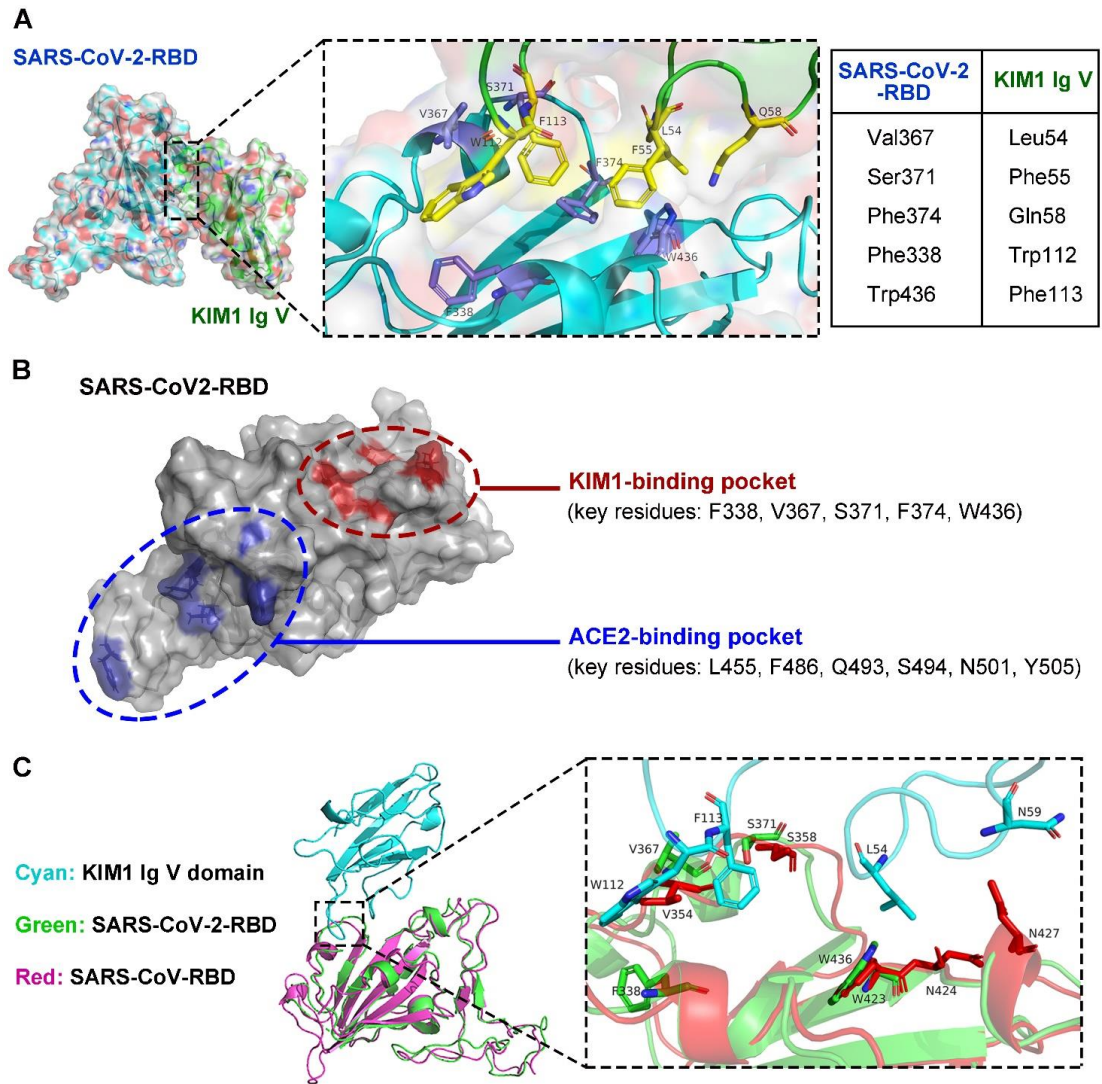 A
SARS-CoV-2-RBD
KIM1 Ig V
S371
V367
F113
W112
Q58
L54
F55
F374
W436
F338
SARS-CoV-2
-RBD
KIM1 Ig V
Val367
Leu54
Ser371
Phe55
Phe374
Gln58
Phe338
Trp112
Trp436
Phe113
B
SARS-CoV2-RBD
KIM1-binding pocket
(key residues: F338, V367, S371, F374, W436)
ACE2-binding pocket
(key residues: L455, F486, Q493, S494, N501, Y505)
C
Cyan: KIM1 Ig V domain
Green: SARS-CoV-2-RBD
Red: SARS-CoV-RBD
F113
S371
S358
V367
N59
L54
W112
V354
N427
W436
N424
W423
F338